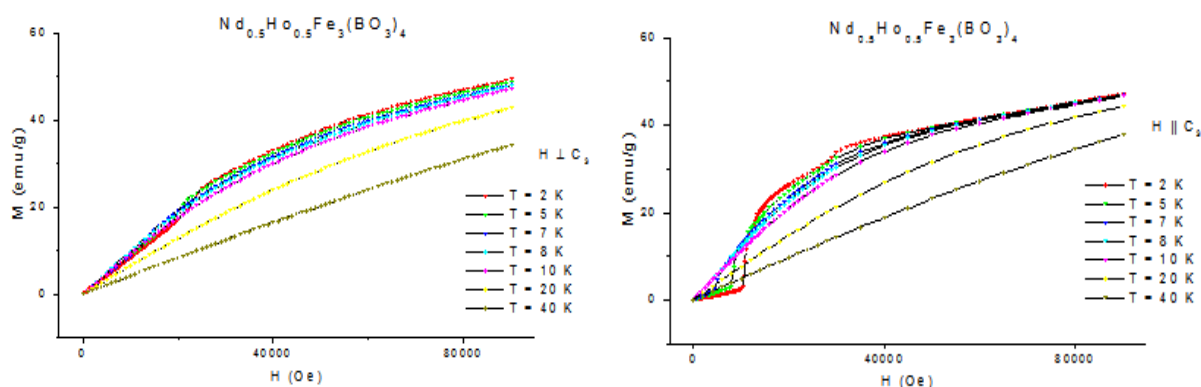 Nd₀.₅Ho₀.₅Fe₃(BO₃)₄
60
40
20
0
M (emu/g)
H ⊥ C₃
T = 2 K
T = 5 K
T = 7 K
T = 8 K
T = 10 K
T = 20 K
T = 40 K
0
40000
80000
H (Oe)
Nd₀.₅Ho₀.₅Fe₃(BO₃)₄
60
40
20
0
M (emu/g)
H || C₃
T = 2 K
T = 5 K
T = 7 K
T = 8 K
T = 10 K
T = 20 K
T = 40 K
0
40000
80000
H (Oe)